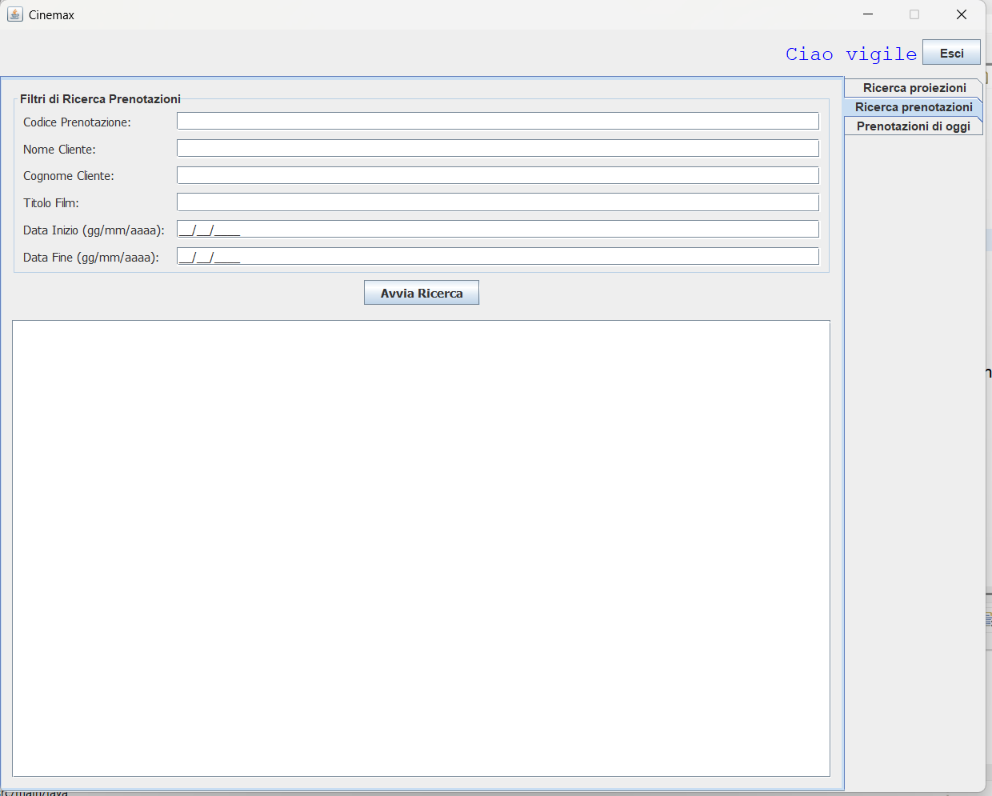 Cinemax
Ciao vigile
Esci
Filtri di Ricerca Prenotazioni
Codice Prenotazione:
Nome Cliente:
Cognome Cliente:
Titolo Film:
Data Inizio (gg/mm/aaaa): __/__/____
Data Fine (gg/mm/aaaa): __/__/____
Avvia Ricerca
Ricerca proiezioni
Ricerca prenotazioni
Prenotazioni di oggi